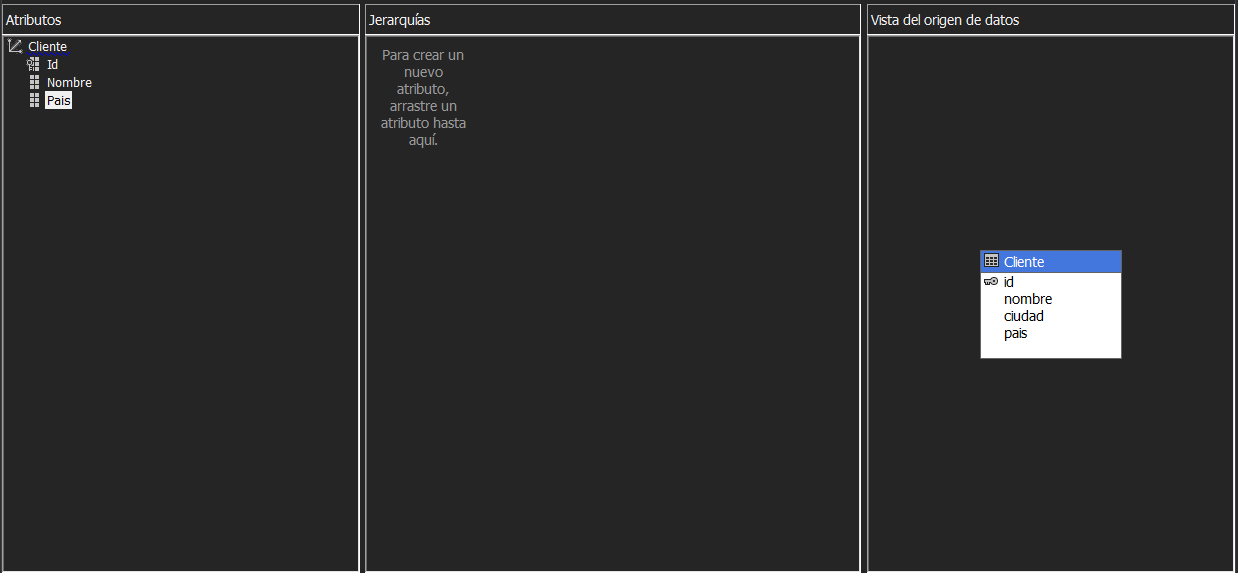 Atributos
Cliente
Id
Nombre
Pais
Jerarquías
Para crear un
nuevo
atributo,
arrastre un
atributo hasta
aquí.
Vista del origen de datos
Cliente
id
nombre
ciudad
pais